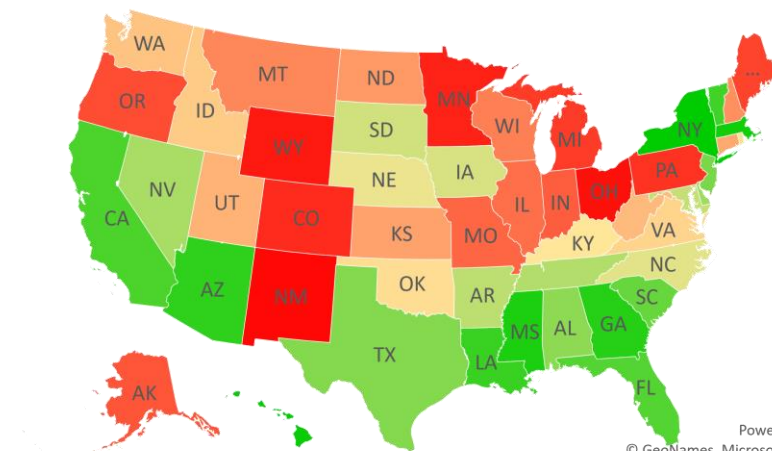 WA
MT
ND
MN
...
OR
ID
SD
WI
MI
NY
WY
IA
PA
NE
NV
UT
CO
IL
IN
OH
CA
KS
MO
KY
VA
NC
AZ
NM
OK
AR
SC
MS
AL
GA
TX
LA
FL
AK
Powe
© GeoNames, Microso